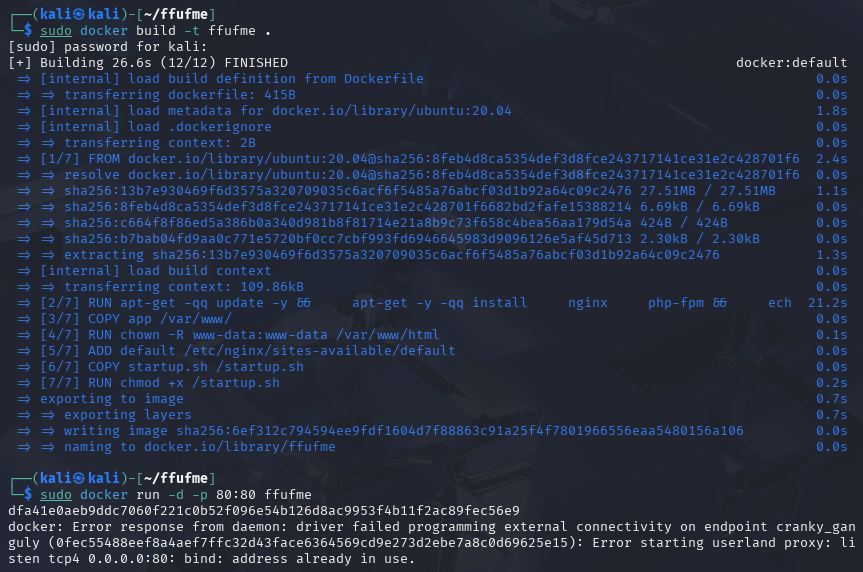 ┌──(kali㉿kali)-[~/ffufme]
└─$ sudo docker build -t ffufme .
[sudo] password for kali:
[+] Building 26.6s (12/12) FINISHED docker:default
=> [internal] load build definition from Dockerfile 0.0s
=> => transferring dockerfile: 415B 0.0s
=> [internal] load metadata for docker.io/library/ubuntu:20.04 1.8s
=> [internal] load .dockerignore 0.0s
=> => transferring context: 2B 0.0s
=> [1/7] FROM docker.io/library/ubuntu:20.04@sha256:8feb4d8ca5354def3d8fce243717141ce31e2c428701f6 2.4s
=> => resolve docker.io/library/ubuntu:20.04@sha256:8feb4d8ca5354def3d8fce243717141ce31e2c428701f6 0.0s
=> => sha256:13b7e930469f6d3575a320709035c6acf6f5485a76abcf03d1b92a64c09c2476 27.51MB / 27.51MB 1.1s
=> => sha256:8feb4d8ca5354def3d8fce243717141ce31e2c428701f6682bd2fafe15388214 6.69kB / 6.69kB 0.0s
=> => sha256:c664f8f86ed5a386b0a340d981b8f81714e21a8b9c73f658c4bea56aa179d54a 424B / 424B 0.0s
=> => sha256:b7bab04fd9aa0c771e5720bf0cc7cbf993fd6946645983d9096126e5af45d713 2.30kB / 2.30kB 0.0s
=> => extracting sha256:13b7e930469f6d3575a320709035c6acf6f5485a76abcf03d1b92a64c09c2476 1.3s
=> [internal] load build context 0.0s
=> => transferring context: 109.86kB 0.0s
=> [2/7] RUN apt-get -qq update -y && apt-get -y -qq install nginx php-fpm && ech 21.2s
=> [3/7] COPY app /var/www/ 0.0s
=> [4/7] RUN chown -R www-data:www-data /var/www/html 0.1s
=> [5/7] ADD default /etc/nginx/sites-available/default 0.0s
=> [6/7] COPY startup.sh /startup.sh 0.0s
=> [7/7] RUN chmod +x /startup.sh 0.2s
=> exporting to image 0.7s
=> => exporting layers 0.7s
=> => writing image sha256:6ef312c794594ee9fdf1604d7f88863c91a25f4f7801966556eaa5480156a106 0.0s
=> => naming to docker.io/library/ffufme 0.0s
┌──(kali㉿kali)-[~/ffufme]
└─$ sudo docker run -d -p 80:80 ffufme
dfa41e0aeb9ddc7060f221c0b52f096e54b126d8ac9953f4b11f2ac89fec56e9
docker: Error response from daemon: driver failed programming external connectivity on endpoint cranky_gan
guly (0fec55488eef8a4aef7ffc32d43face6364569cd9e273d2ebe7a8c0d69625e15): Error starting userland proxy: li
sten tcp4 0.0.0.0:80: bind: address already in use.